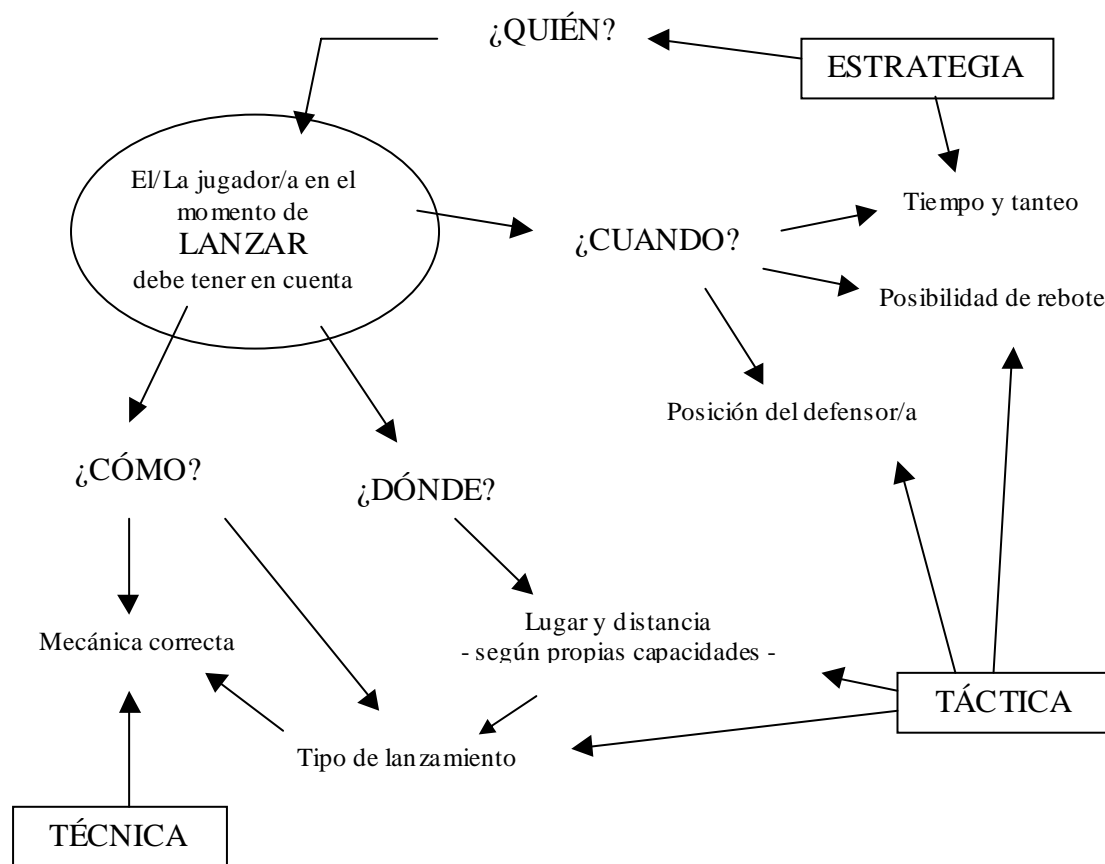 ¿QUIÉN?
ESTRATEGIA
El/La jugador/a en el
momento de
LANZAR
debe tener en cuenta
¿CUANDO?
Tiempo y tanteo
Posibilidad de rebote
Posición del defensor/a
¿CÓMO?
¿DÓNDE?
Mecánica correcta
Lugar y distancia
- según propias capacidades -
TÁCTICA
Tipo de lanzamiento
TÉCNICA